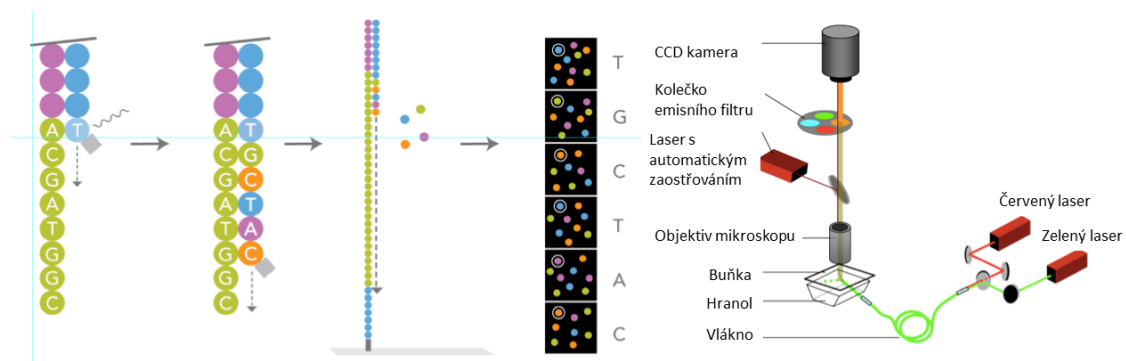 A T
C
G
A
T
G
G
C
A T
C G
G C
A T
T A
G C
G
C
T
G
C
T
A
C
CCD kamera
Kolečko
emisního filtru
Laser s
automatickým
zaostřováním
Objektiv mikroskopu
Buňka
Hranol
Vlákno
Červený laser
Zelený laser